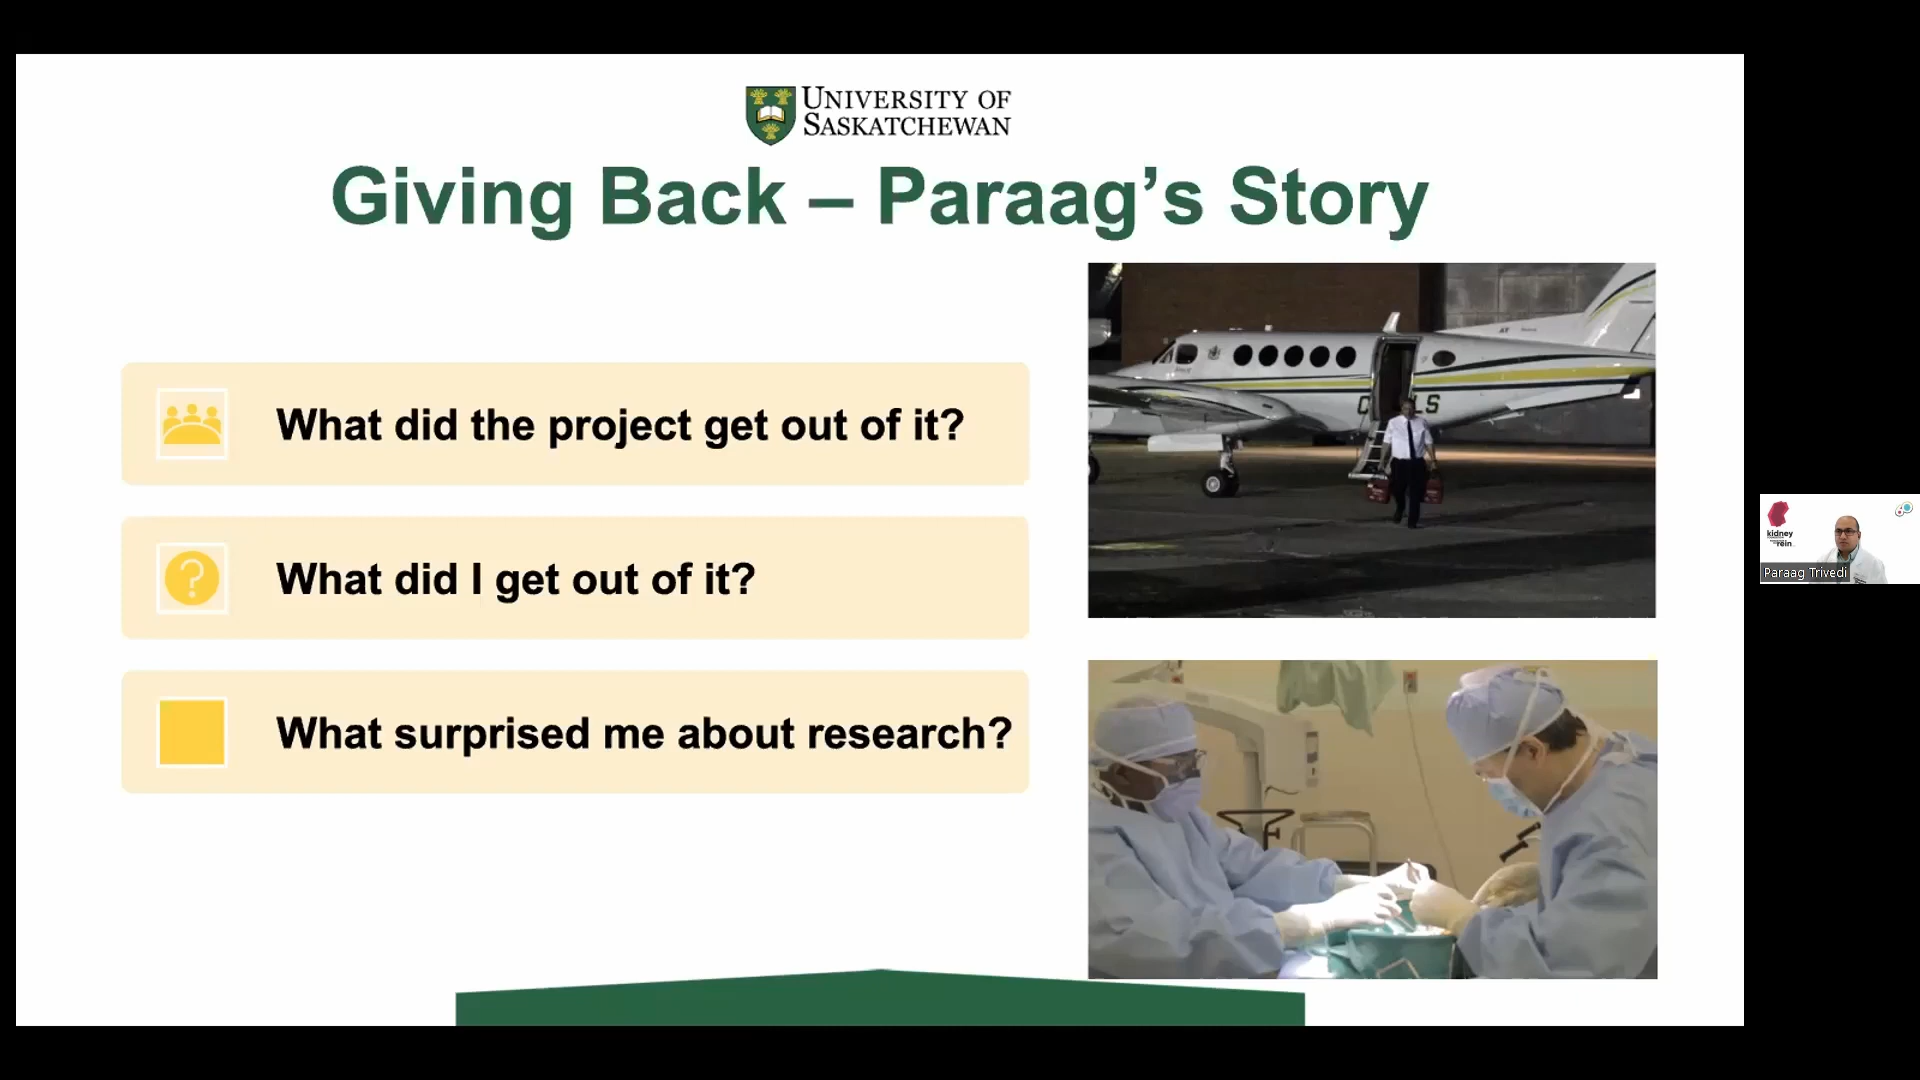 UNIVERSITY OF
SASKATCHEWAN
Giving Back – Paraag’s Story
What did the project get out of it?
What did I get out of it?
What surprised me about research?
kidney
rein
Paraag Trivedi